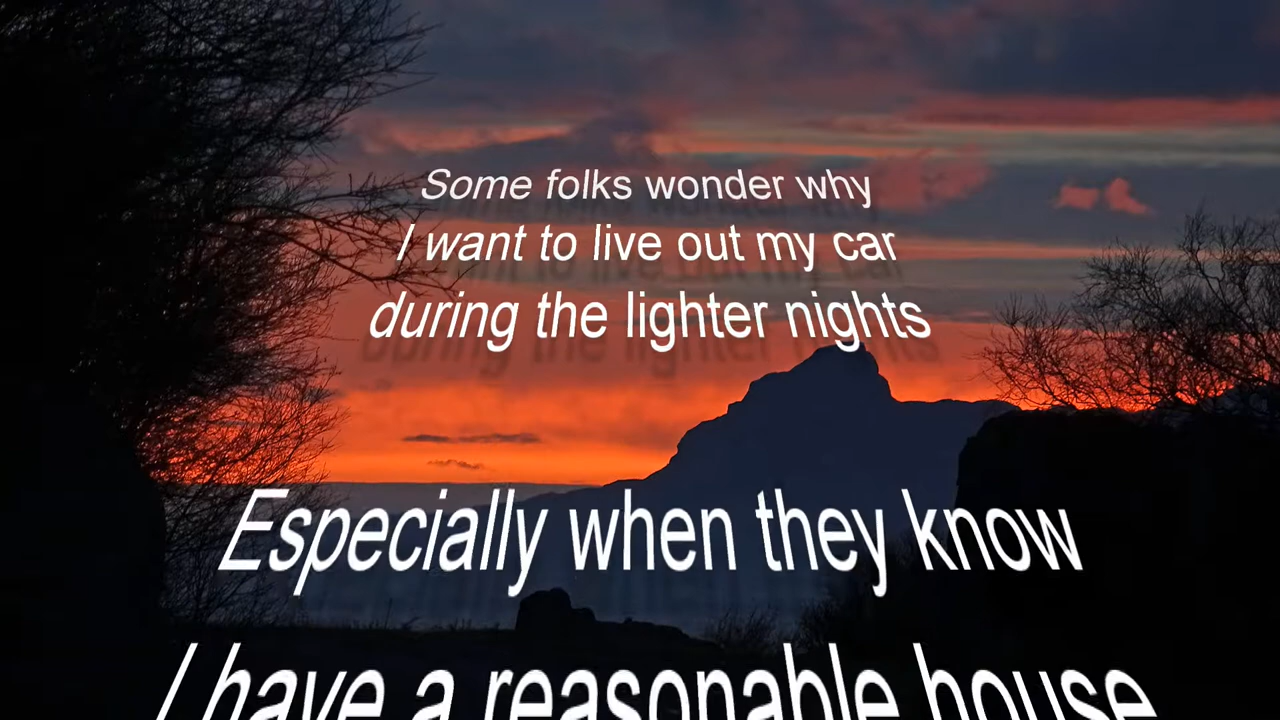 Some folks wonder why
I want to live out my car
during the lighter nights
Especially when they know
I have a reasonable house